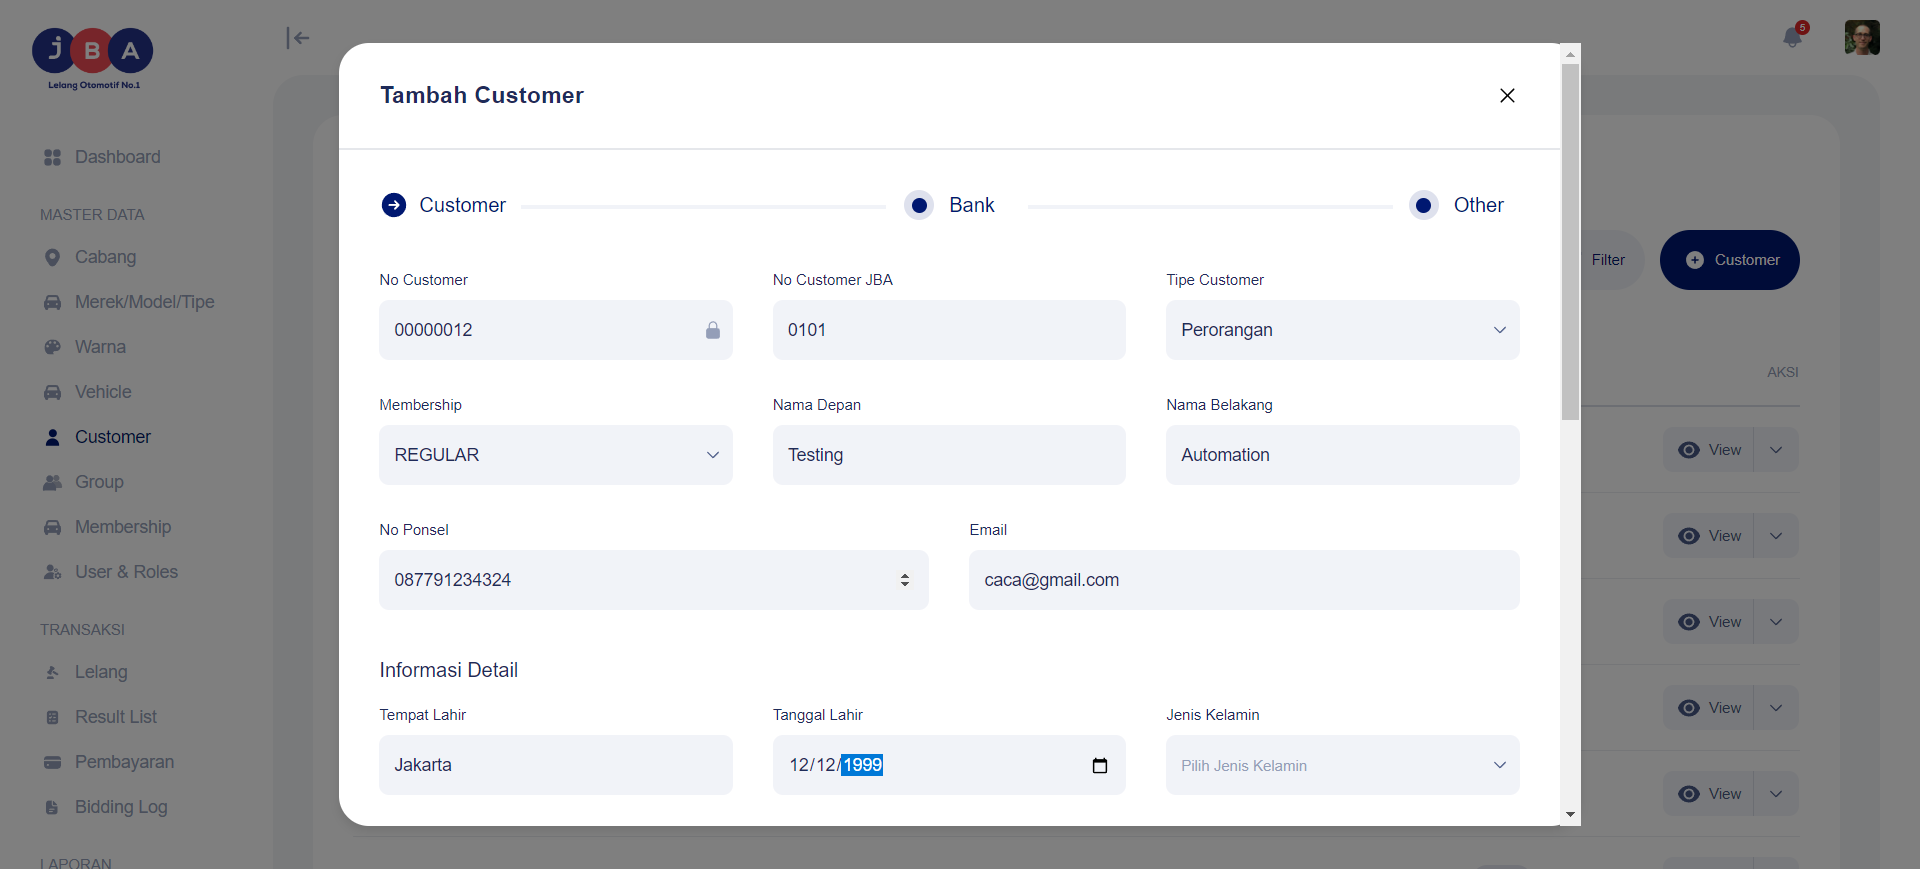 JBA
Lelang Otomotif No.1
5
Dashboard
MASTER DATA
Cabang
Merek/Model/Tipe
Warna
Vehicle
Customer
Group
Membership
User & Roles
TRANSAKSI
Lelang
Result List
Pembayaran
Bidding Log
LAPORAN
Tambah Customer
Customer
Bank
Other
No Customer
00000012
No Customer JBA
0101
Tipe Customer
Perorangan
Membership
REGULAR
Nama Depan
Testing
Nama Belakang
Automation
No Ponsel
087791234324
Email
caca@gmail.com
Informasi Detail
Tempat Lahir
Jakarta
Tanggal Lahir
12/12/1999
Jenis Kelamin
Pilih Jenis Kelamin
Filter
Customer
AKSI
View
View
View
View
View